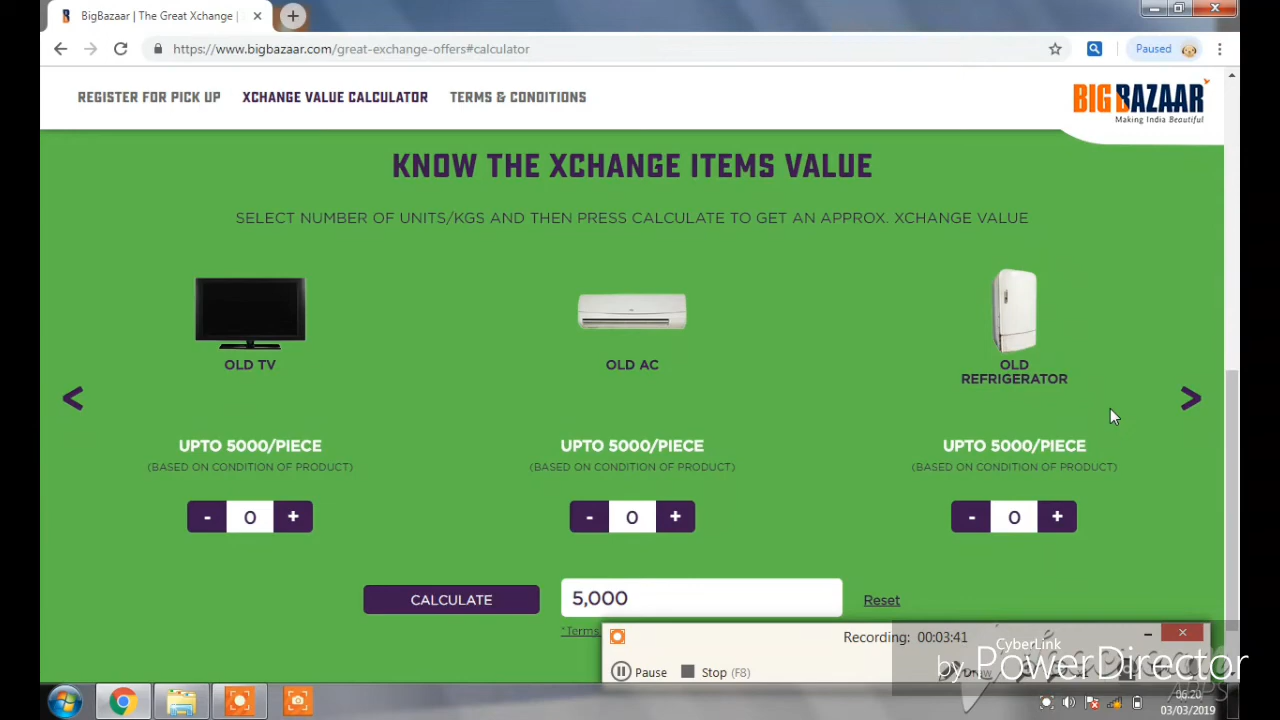 BigBazaar | The Great Xchange |
https://www.bigbazaar.com/great-exchange-offers#calculator
Paused
REGISTER FOR PICK UP XCHANGE VALUE CALCULATOR TERMS & CONDITIONS
BIG BAZAAR
Making India Beautiful
KNOW THE XCHANGE ITEMS VALUE
SELECT NUMBER OF UNITS/KGS AND THEN PRESS CALCULATE TO GET AN APPROX. XCHANGE VALUE
OLD TV OLD AC OLD
REFRIGERATOR
< >
UPTO 5000/PIECE UPTO 5000/PIECE UPTO 5000/PIECE
(BASED ON CONDITION OF PRODUCT) (BASED ON CONDITION OF PRODUCT) (BASED ON CONDITION OF PRODUCT)
- 0 + - 0 + - 0 +
CALCULATE 5,000 Reset
*Terms
Recording: 00:03:41
CyberLink
by PowerDirector
Pause Stop (F8)
APPS
06:20
03/03/2019